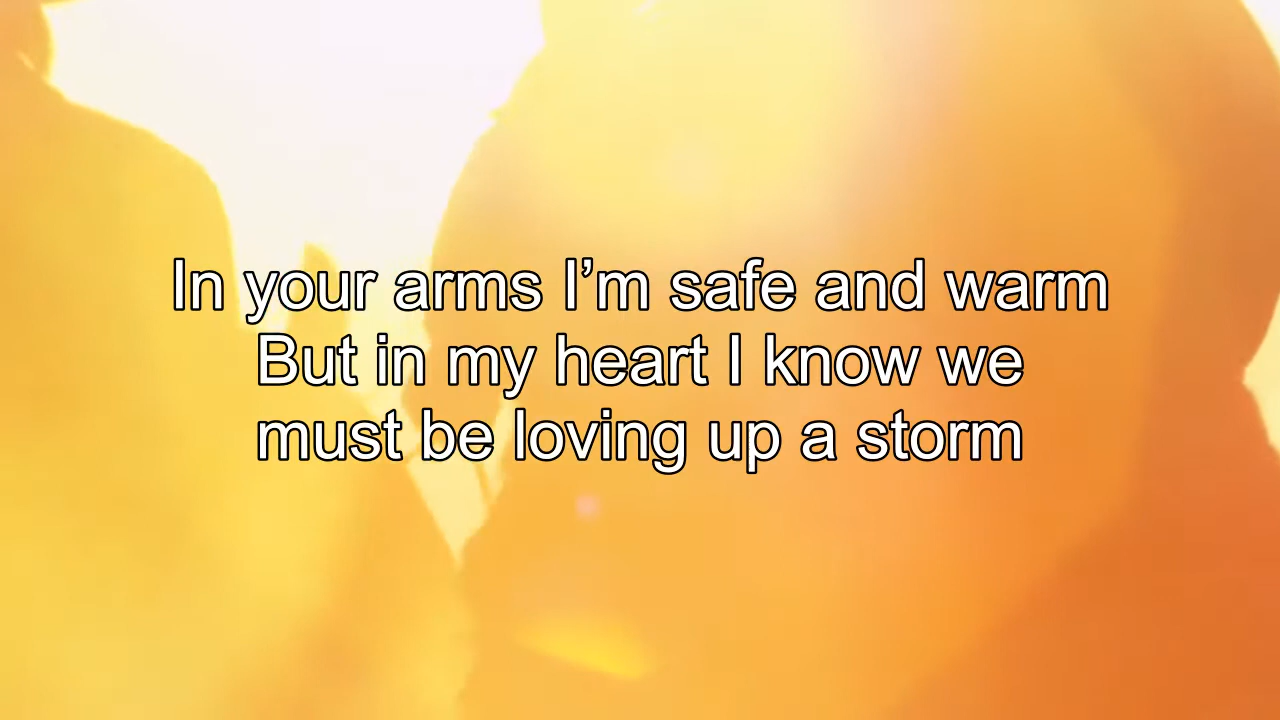 In your arms I’m safe and warm
But in my heart I know we
must be loving up a storm